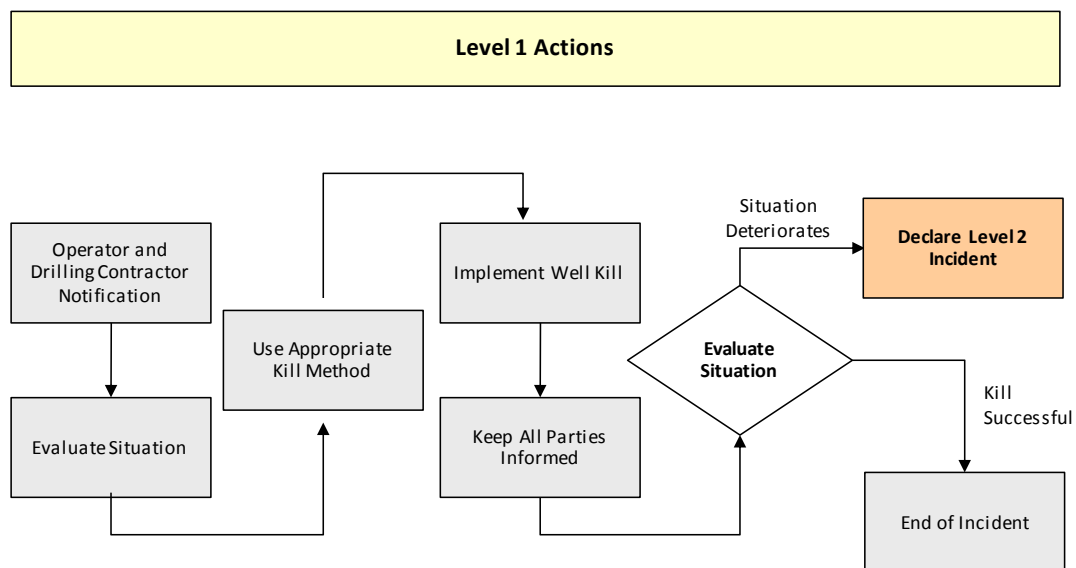 Level 1 Actions
Operator and
Drilling Contractor
Notification
Evaluate Situation
Use Appropriate
Kill Method
Implement Well Kill
Keep All Parties
Informed
Evaluate
Situation
Situation
Deteriorates
Declare Level 2
Incident
Kill
Successful
End of Incident